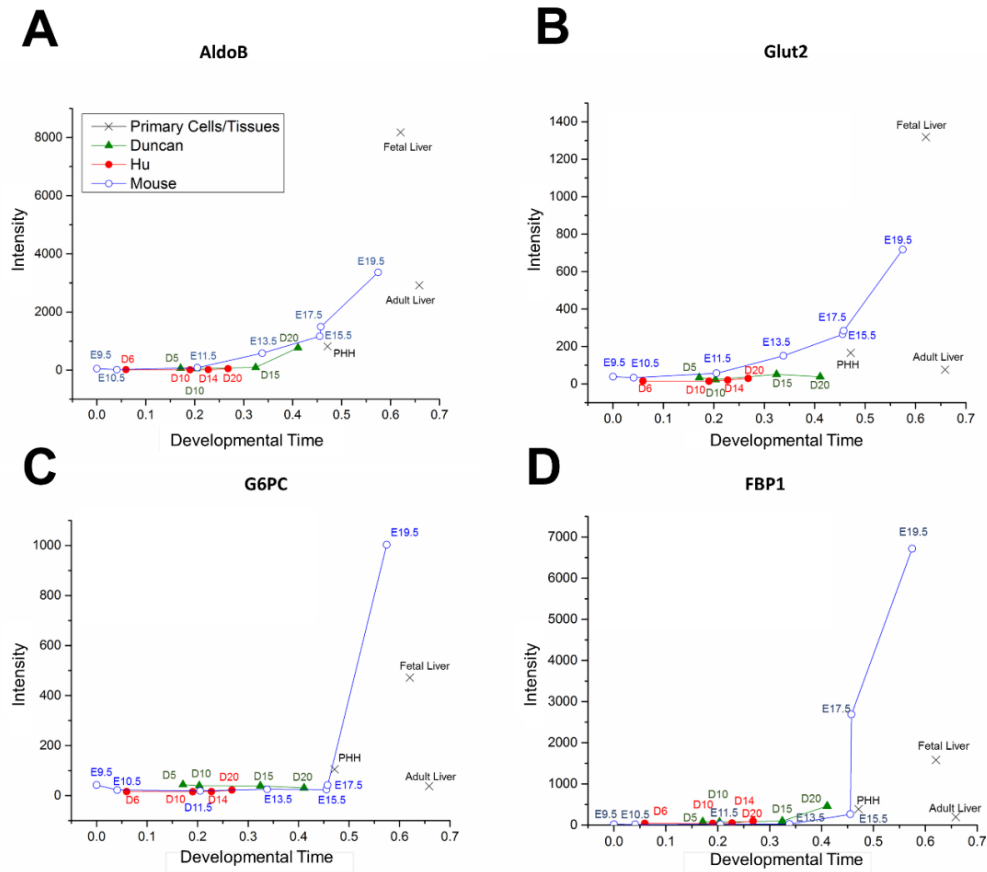 A
AldoB
Primary Cells/Tissues
Duncan
Hu
Mouse
8000
6000
4000
2000
0
Intensity
Fetal Liver
Adult Liver
E19.5
E17.5
E15.5
D20
PHH
E13.5
D15
E9.5
E10.5
D6
D5
E11.5
D10
D14
D20
D10
0.0 0.1 0.2 0.3 0.4 0.5 0.6 0.7
Developmental Time
B
Glut2
1400
1200
1000
800
600
400
200
0
Intensity
Fetal Liver
E19.5
E17.5
E15.5
E13.5
PHH
Adult Liver
E9.5
E10.5
D5
E11.5
D20
D6
D10
D14
D10
D15
D20
0.0 0.1 0.2 0.3 0.4 0.5 0.6 0.7
Developmental Time
C
G6PC
1000
800
600
400
200
0
Intensity
E19.5
Fetal Liver
PHH
Adult Liver
E9.5
E10.5
D5
D10
D20
D15
D20
E17.5
D6
D10
D14
E13.5
E15.5
D11.5
0.0 0.1 0.2 0.3 0.4 0.5 0.6 0.7
Developmental Time
D
FBP1
7000
6000
5000
4000
3000
2000
1000
0
Intensity
E19.5
E17.5
Fetal Liver
PHH
Adult Liver
D10
D14
D20
E9.5
E10.5
D6
D10
E11.5
D20
D15
D5
E13.5
E15.5
0.0 0.1 0.2 0.3 0.4 0.5 0.6 0.7
Developmental Time